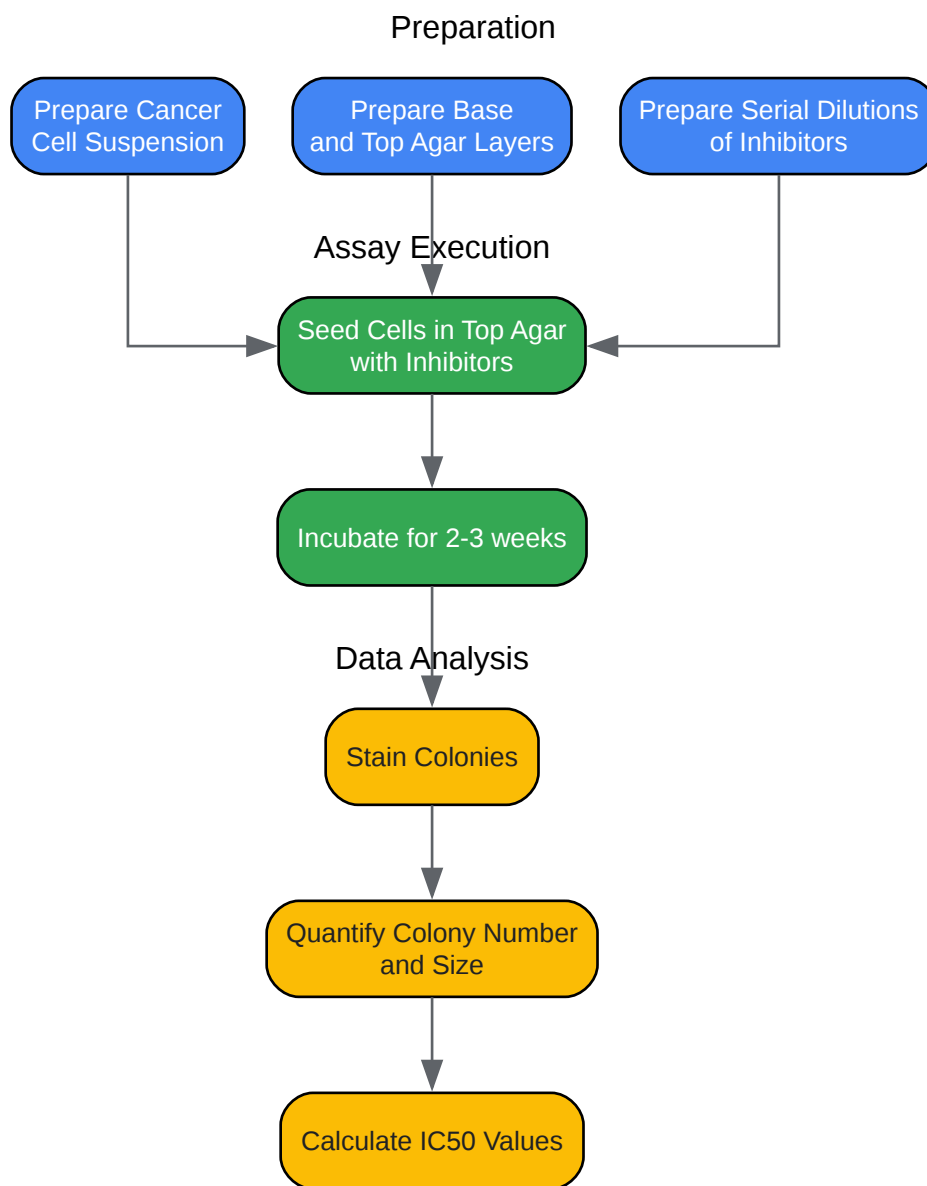 Preparation
Prepare Cancer
Cell Suspension
Prepare Base
and Top Agar Layers
Prepare Serial Dilutions
of Inhibitors
Assay Execution
Seed Cells in Top Agar
with Inhibitors
Incubate for 2-3 weeks
Data Analysis
Stain Colonies
Quantify Colony Number
and Size
Calculate IC50 Values